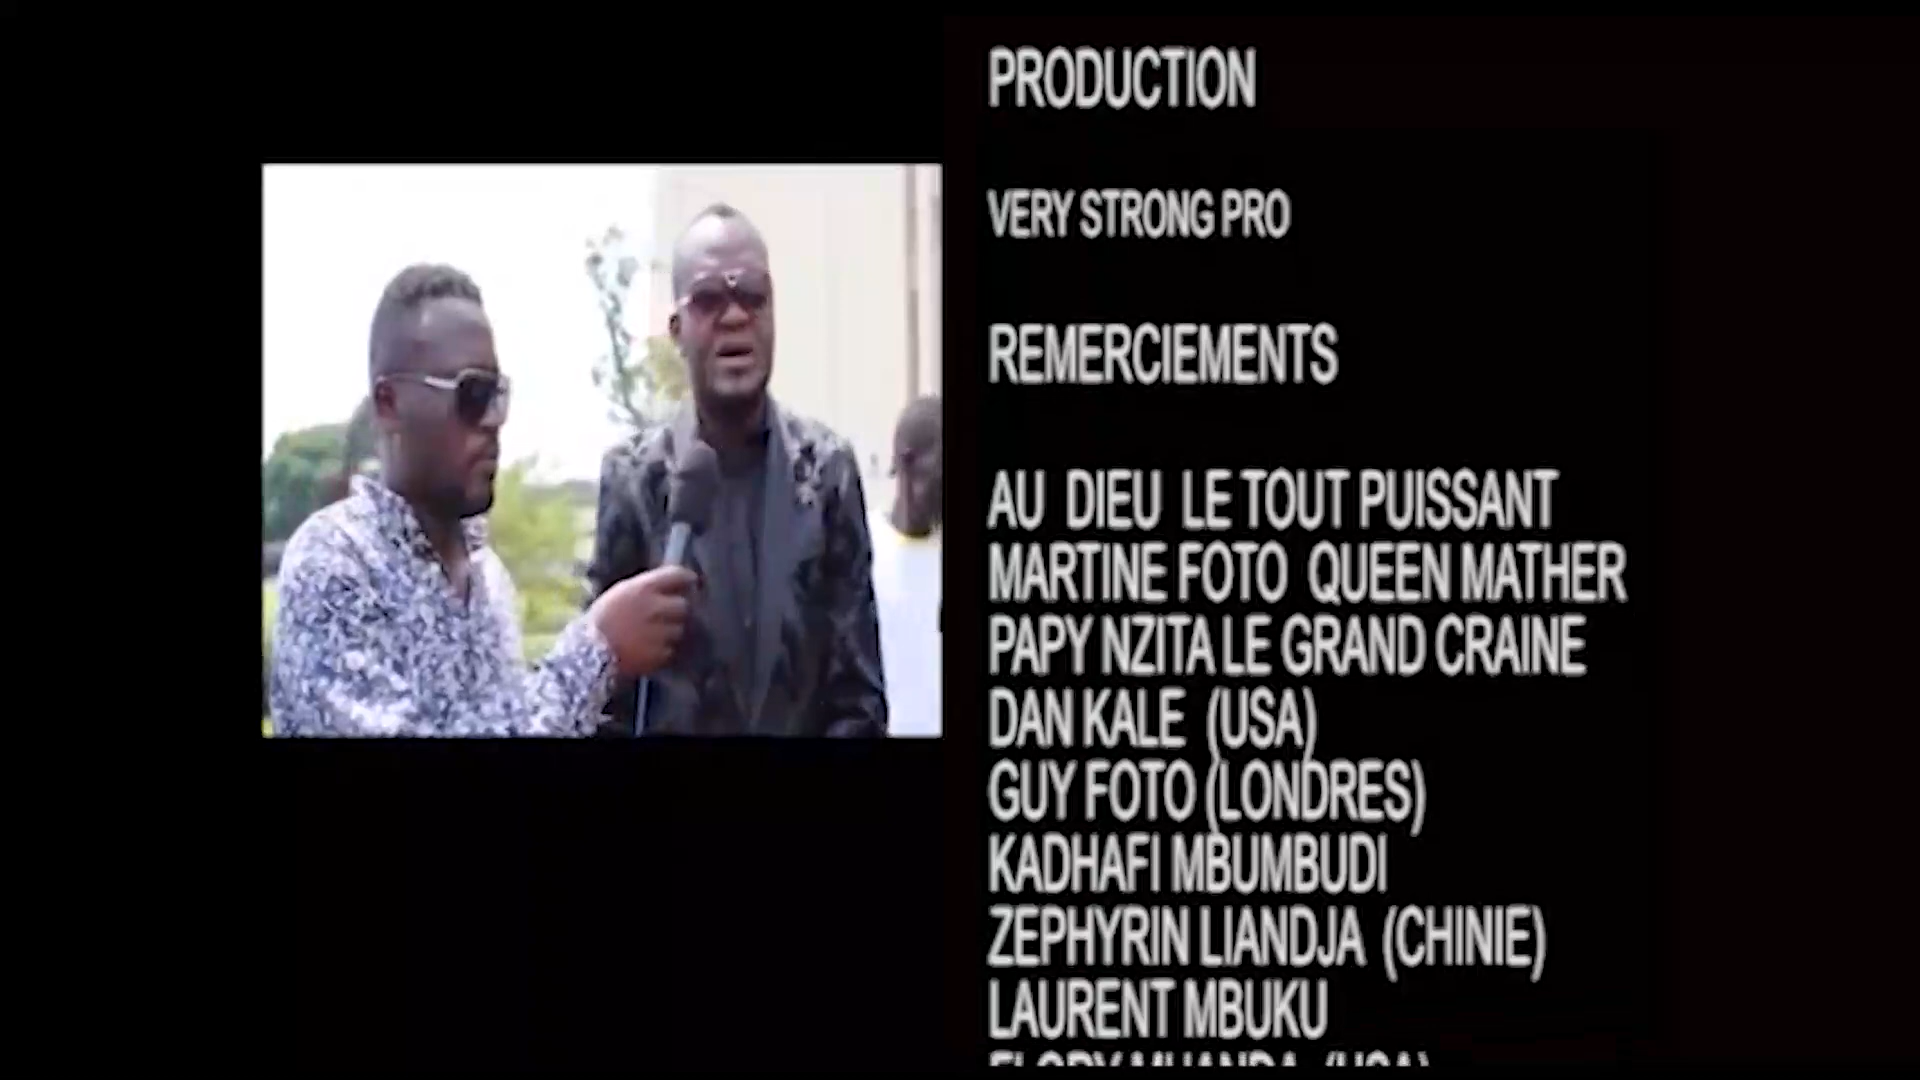 PRODUCTION
VERY STRONG PRO
REMERCIEMENTS
AU DIEU LE TOUT PUISSANT
MARTINE FOTO QUEEN MATHER
PAPY NZITA LE GRAND CRAINE
DAN KALE (USA)
GUY FOTO (LONDRES)
KADHAFI MBUMBUDI
ZEPHYRIN LIANDJA (CHINIE)
LAURENT MBUKU